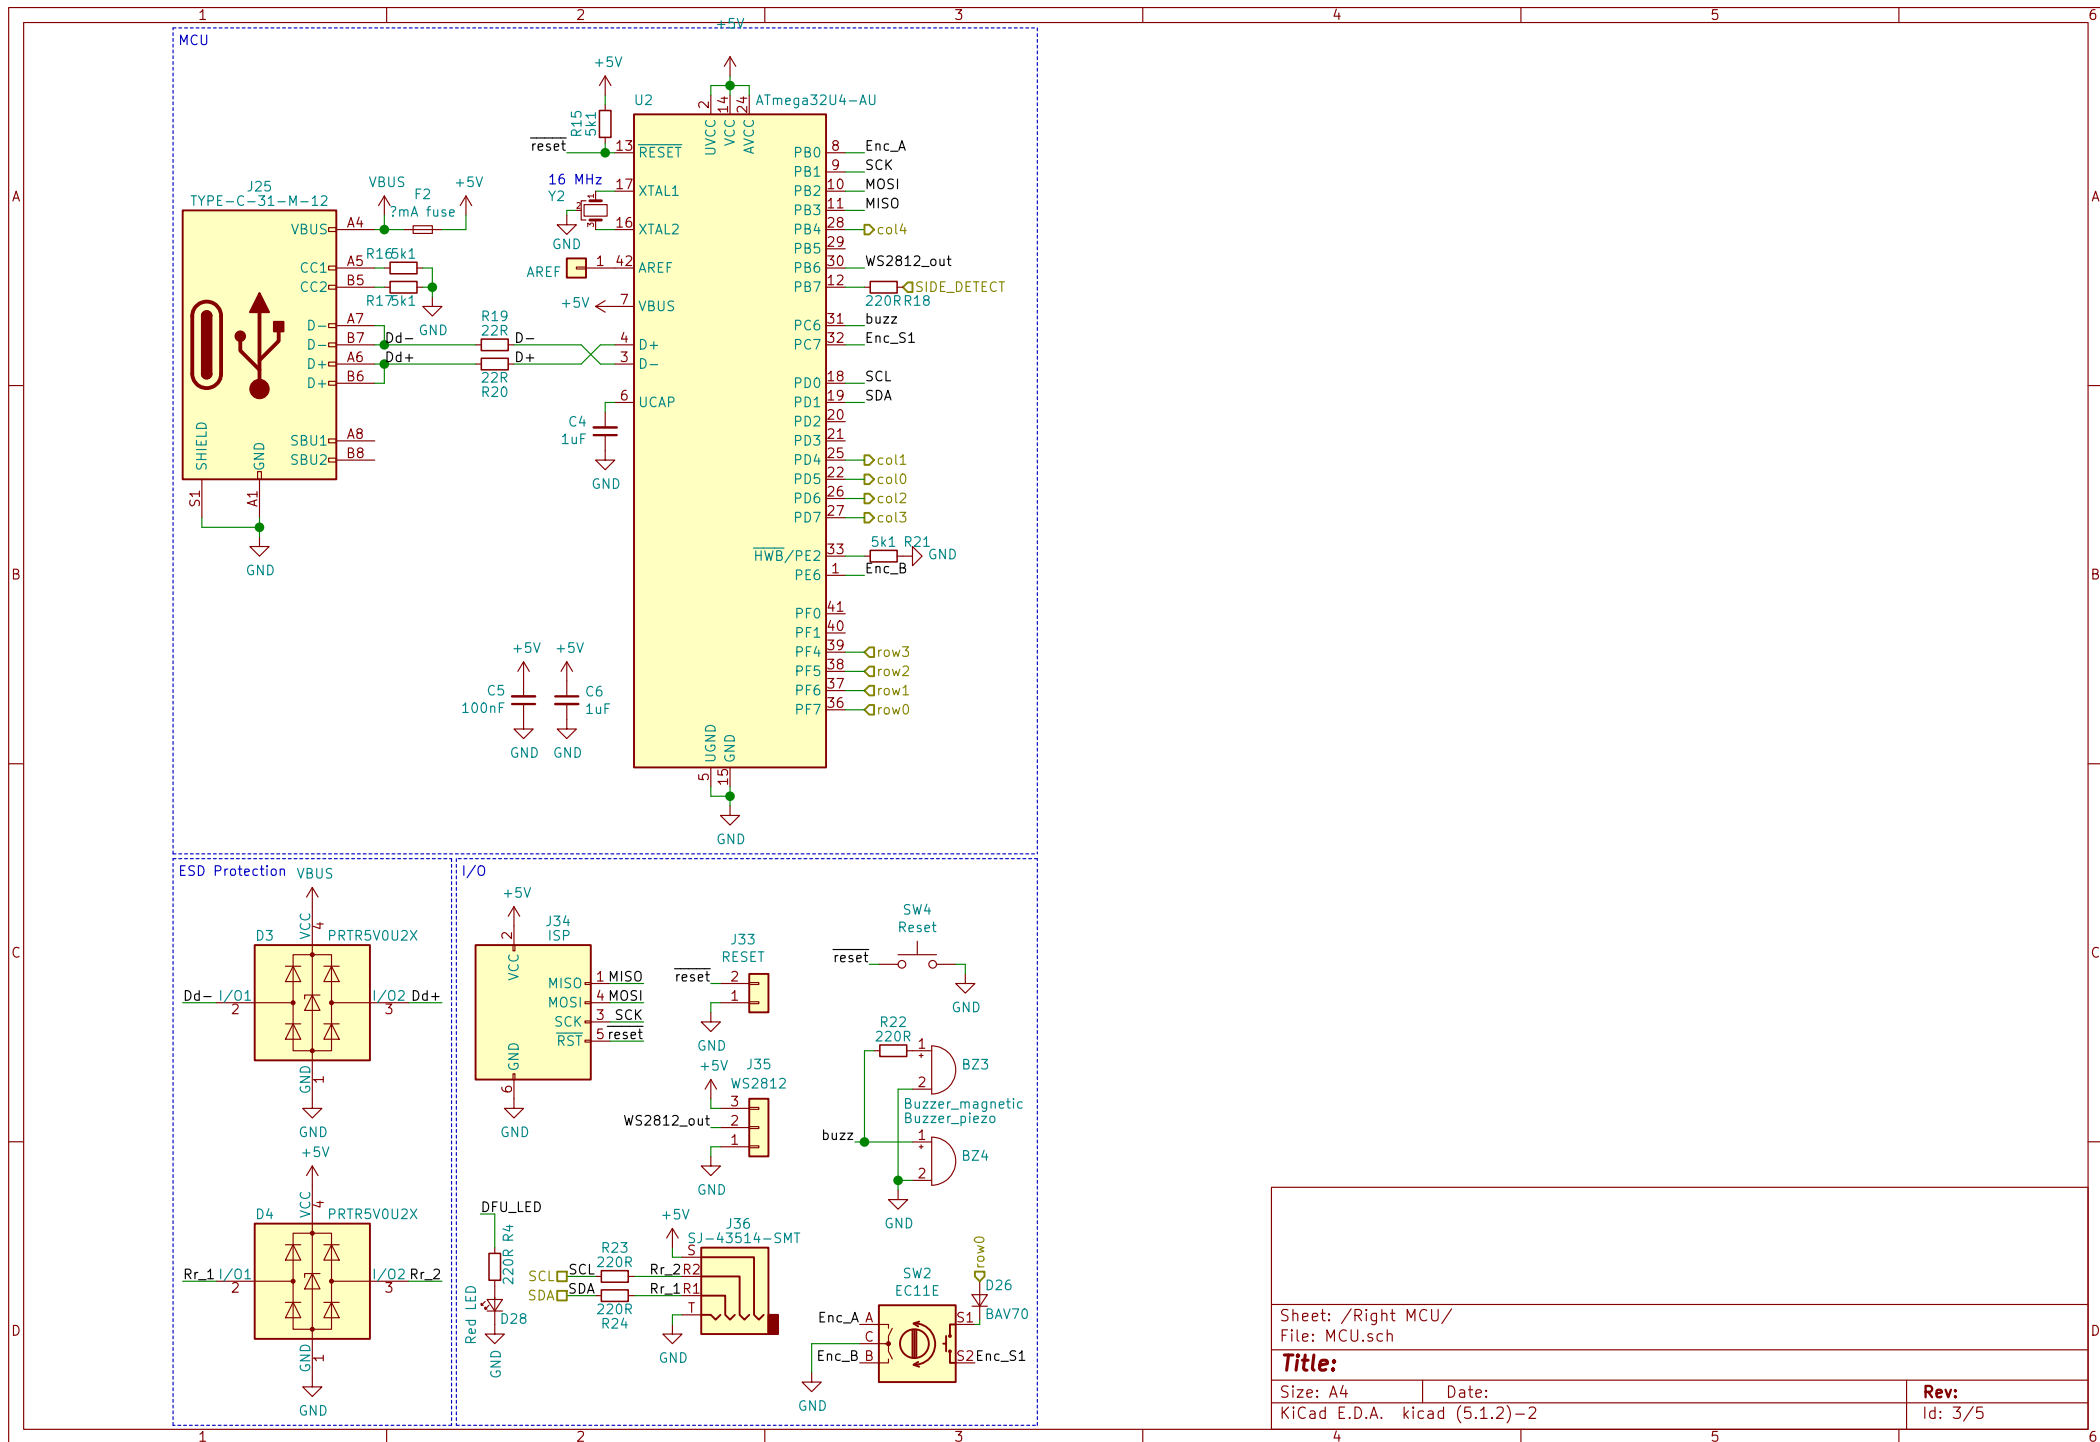 1 2 3 4 5 6
A
B
C
D
MCU
+5V
+5V
R15
5k1
reset
U2
ATmega32U4-AU
2
14
24
UVCC
VCC
AVCC
13 RESET
16 MHz
Y2
1
2
3
GND
17 XTAL1
16 XTAL2
AREF 1 42 AREF
+5V 7 VBUS
4 D+
3 D-
6 UCAP
C4
1uF
GND
J25
TYPE-C-31-M-12
VBUS
F2
?mA fuse
+5V
VBUS A4
CC1 A5
CC2 B5
R16 5k1
R17 5k1
GND
D- A7
D- B7
D+ A6
D+ B6
Dd-
Dd+
R19
22R
D-
D+
22R
R20
SBU1 A8
SBU2 B8
SHIELD
GND
S1
A1
GND
PB0 8 Enc_A
PB1 9 SCK
PB2 10 MOSI
PB3 11 MISO
PB4 28 col4
PB5 29
PB6 30 WS2812_out
PB7 12 SIDE_DETECT
220R R18
PC6 31 buzz
PC7 32 Enc_S1
PD0 18 SCL
PD1 19 SDA
PD2 20
PD3 21
PD4 25 col1
PD5 22 col0
PD6 26 col2
PD7 27 col3
HWB/PE2 33 5k1 R21 GND
PE6 1 Enc_B
PF0 41
PF1 40
PF4 39 row3
PF5 38 row2
PF6 37 row1
PF7 36 row0
+5V
C5
100nF
GND
+5V
C6
1uF
GND
UGND
GND
5
15
GND
ESD Protection
VBUS
VCC
4
D3 PRTR5V0U2X
Dd- I/O1 2
I/O2 3 Dd+
GND
1
GND
+5V
VCC
4
D4 PRTR5V0U2X
Rr_1 I/O1 2
I/O2 3 Rr_2
GND
1
GND
I/O
+5V
J34
ISP
2
VCC
MISO 1 MISO
MOSI 4 MOSI
SCK 3 SCK
RST 5 reset
GND
6
GND
J33
RESET
reset 2
1
GND
+5V
J35
WS2812
3
WS2812_out 2
1
GND
SW4
Reset
reset
GND
R22
220R
1
+
BZ3
2
Buzzer_magnetic
Buzzer_piezo
buzz
1
+
BZ4
2
GND
DFU_LED
220R R4
Red LED
D28
GND
+5V
J36
SJ-43514-SMT
S
R23
220R
SCL SCL Rr_2 R2
SDA SDA Rr_1 R1
220R
R24
T
GND
row0
SW2
EC11E
D26
BAV70
Enc_A A
C
Enc_B B
S1
S2 Enc_S1
GND
Sheet: /Right MCU/
File: MCU.sch
Title:
Size: A4 Date: Rev:
KiCad E.D.A. kicad (5.1.2)-2 Id: 3/5
A
B
C
D
1 2 3 4 5 6